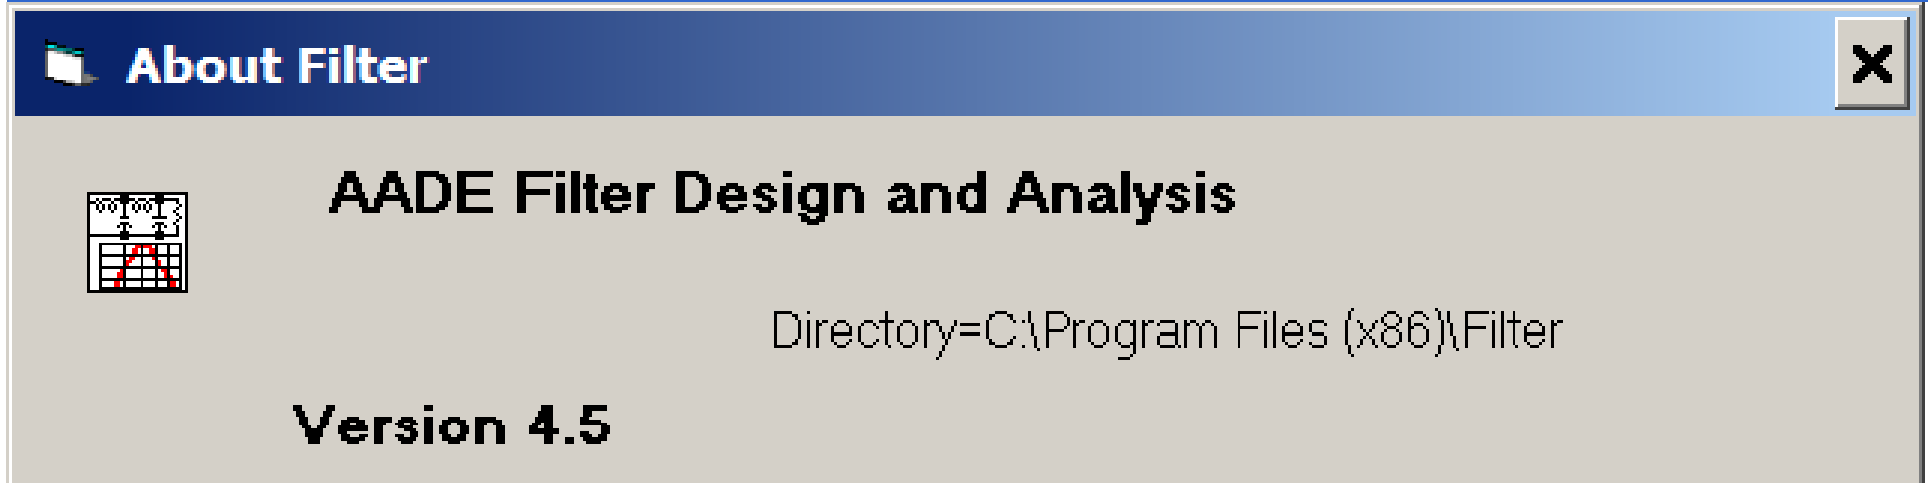 About Filter
AADE Filter Design and Analysis
Directory=C:\Program Files (x86)\Filter
Version 4.5